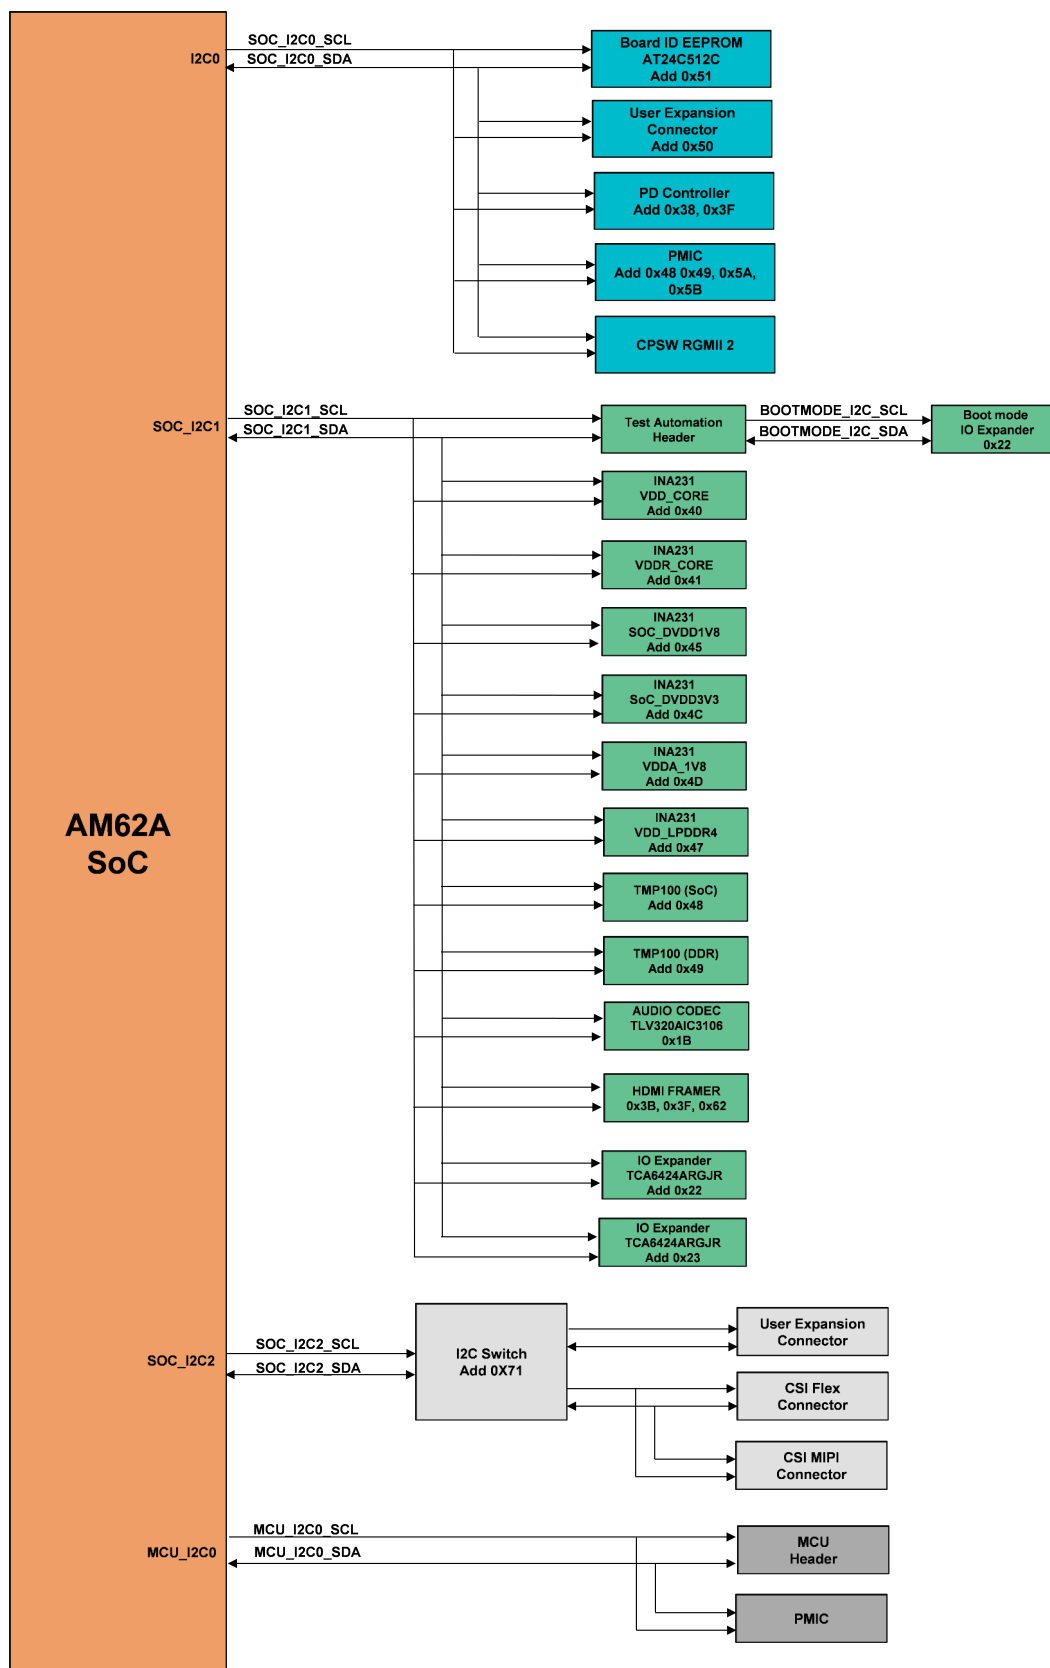 I2C0
SOC_I2C0_SCL
SOC_I2C0_SDA
Board ID EEPROM
AT24C512C
Add 0x51
User Expansion
Connector
Add 0x50
PD Controller
Add 0x38, 0x3F
PMIC
Add 0x48 0x49, 0x5A,
0x5B
CPSW RGMII 2
SOC_I2C1
SOC_I2C1_SCL
SOC_I2C1_SDA
Test Automation
Header
BOOTMODE_I2C_SCL
BOOTMODE_I2C_SDA
Boot mode
IO Expander
0x22
INA231
VDD_CORE
Add 0x40
INA231
VDDR_CORE
Add 0x41
INA231
SOC_DVDD1V8
Add 0x45
INA231
SoC_DVDD3V3
Add 0x4C
INA231
VDDA_1V8
Add 0x4D
INA231
VDD_LPDDR4
Add 0x47
AM62A
SoC
TMP100 (SoC)
Add 0x48
TMP100 (DDR)
Add 0x49
AUDIO CODEC
TLV320AIC3106
0x1B
HDMI FRAMER
0x3B, 0x3F, 0x62
IO Expander
TCA6424ARGJR
Add 0x22
IO Expander
TCA6424ARGJR
Add 0x23
SOC_I2C2
SOC_I2C2_SCL
SOC_I2C2_SDA
I2C Switch
Add 0X71
User Expansion
Connector
CSI Flex
Connector
CSI MIPI
Connector
MCU_I2C0
MCU_I2C0_SCL
MCU_I2C0_SDA
MCU
Header
PMIC